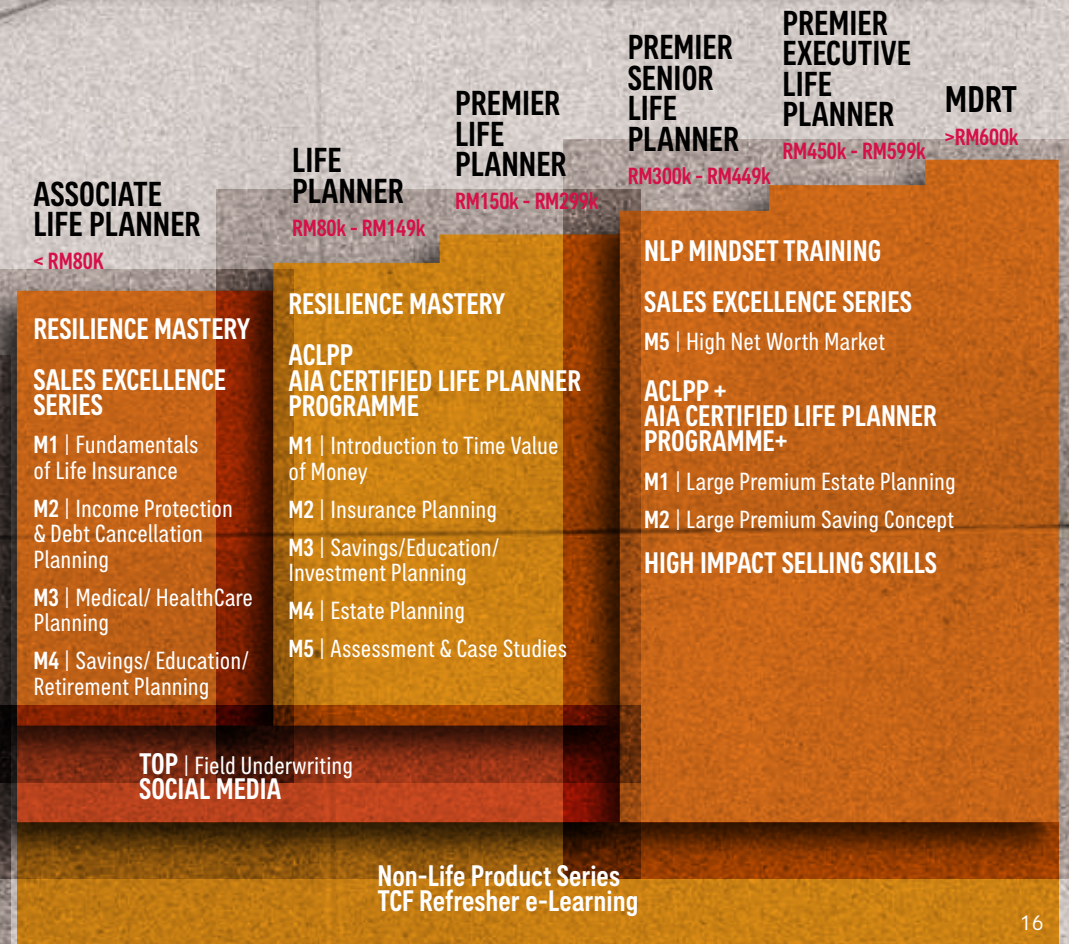 ASSOCIATE
LIFE PLANNER
< RM80K
LIFE
PLANNER
RM80k - RM149k
PREMIER
LIFE
PLANNER
RM150k - RM299k
PREMIER
SENIOR
LIFE
PLANNER
RM300k - RM449k
PREMIER
EXECUTIVE
LIFE
PLANNER
RM450k - RM599k
MDRT
>RM600k
RESILIENCE MASTERY
SALES EXCELLENCE
SERIES
M1 | Fundamentals
of Life Insurance
M2 | Income Protection
& Debt Cancellation
Planning
M3 | Medical/ HealthCare
Planning
M4 | Savings/ Education/
Retirement Planning
RESILIENCE MASTERY
ACLPP
AIA CERTIFIED LIFE PLANNER
PROGRAMME
M1 | Introduction to Time Value
of Money
M2 | Insurance Planning
M3 | Savings/Education/
Investment Planning
M4 | Estate Planning
M5 | Assessment & Case Studies
NLP MINDSET TRAINING
SALES EXCELLENCE SERIES
M5 | High Net Worth Market
ACLPP +
AIA CERTIFIED LIFE PLANNER
PROGRAMME+
M1 | Large Premium Estate Planning
M2 | Large Premium Saving Concept
HIGH IMPACT SELLING SKILLS
TOP | Field Underwriting
SOCIAL MEDIA
Non-Life Product Series
TCF Refresher e-Learning
16